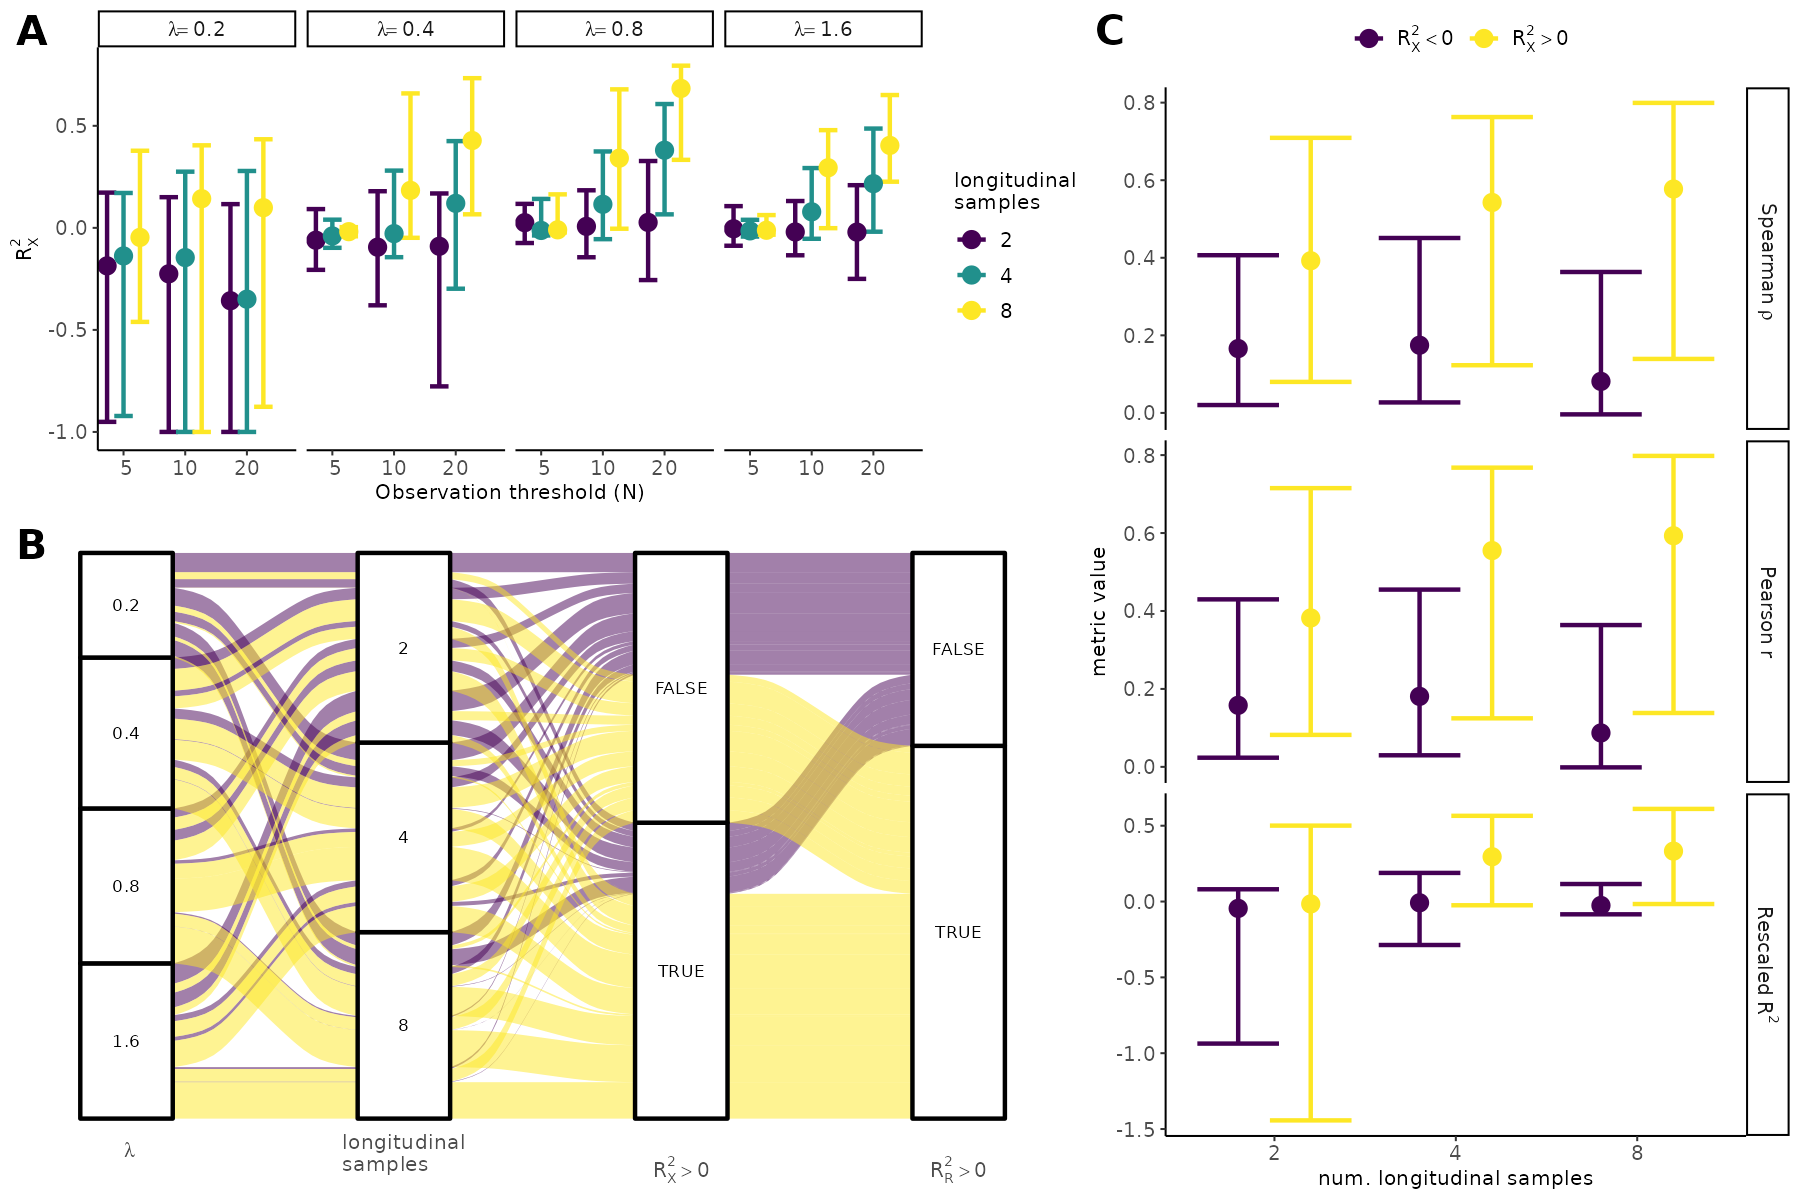 A
λ= 0.2
λ= 0.4
λ= 0.8
λ= 1.6
R²X
0.5
0.0
-0.5
-1.0
5 10 20
5 10 20
5 10 20
5 10 20
Observation threshold (N)
longitudinal
samples
2
4
8
B
0.2
0.4
0.8
1.6
2
4
8
FALSE
TRUE
FALSE
TRUE
λ
longitudinal
samples
R²X > 0
R²R > 0
C
R²X < 0
R²X > 0
metric value
0.8
0.6
0.4
0.2
0.0
Spearman ρ
0.8
0.6
0.4
0.2
0.0
Pearson r
0.5
0.0
-0.5
-1.0
-1.5
Rescaled R²
2 4 8
num. longitudinal samples